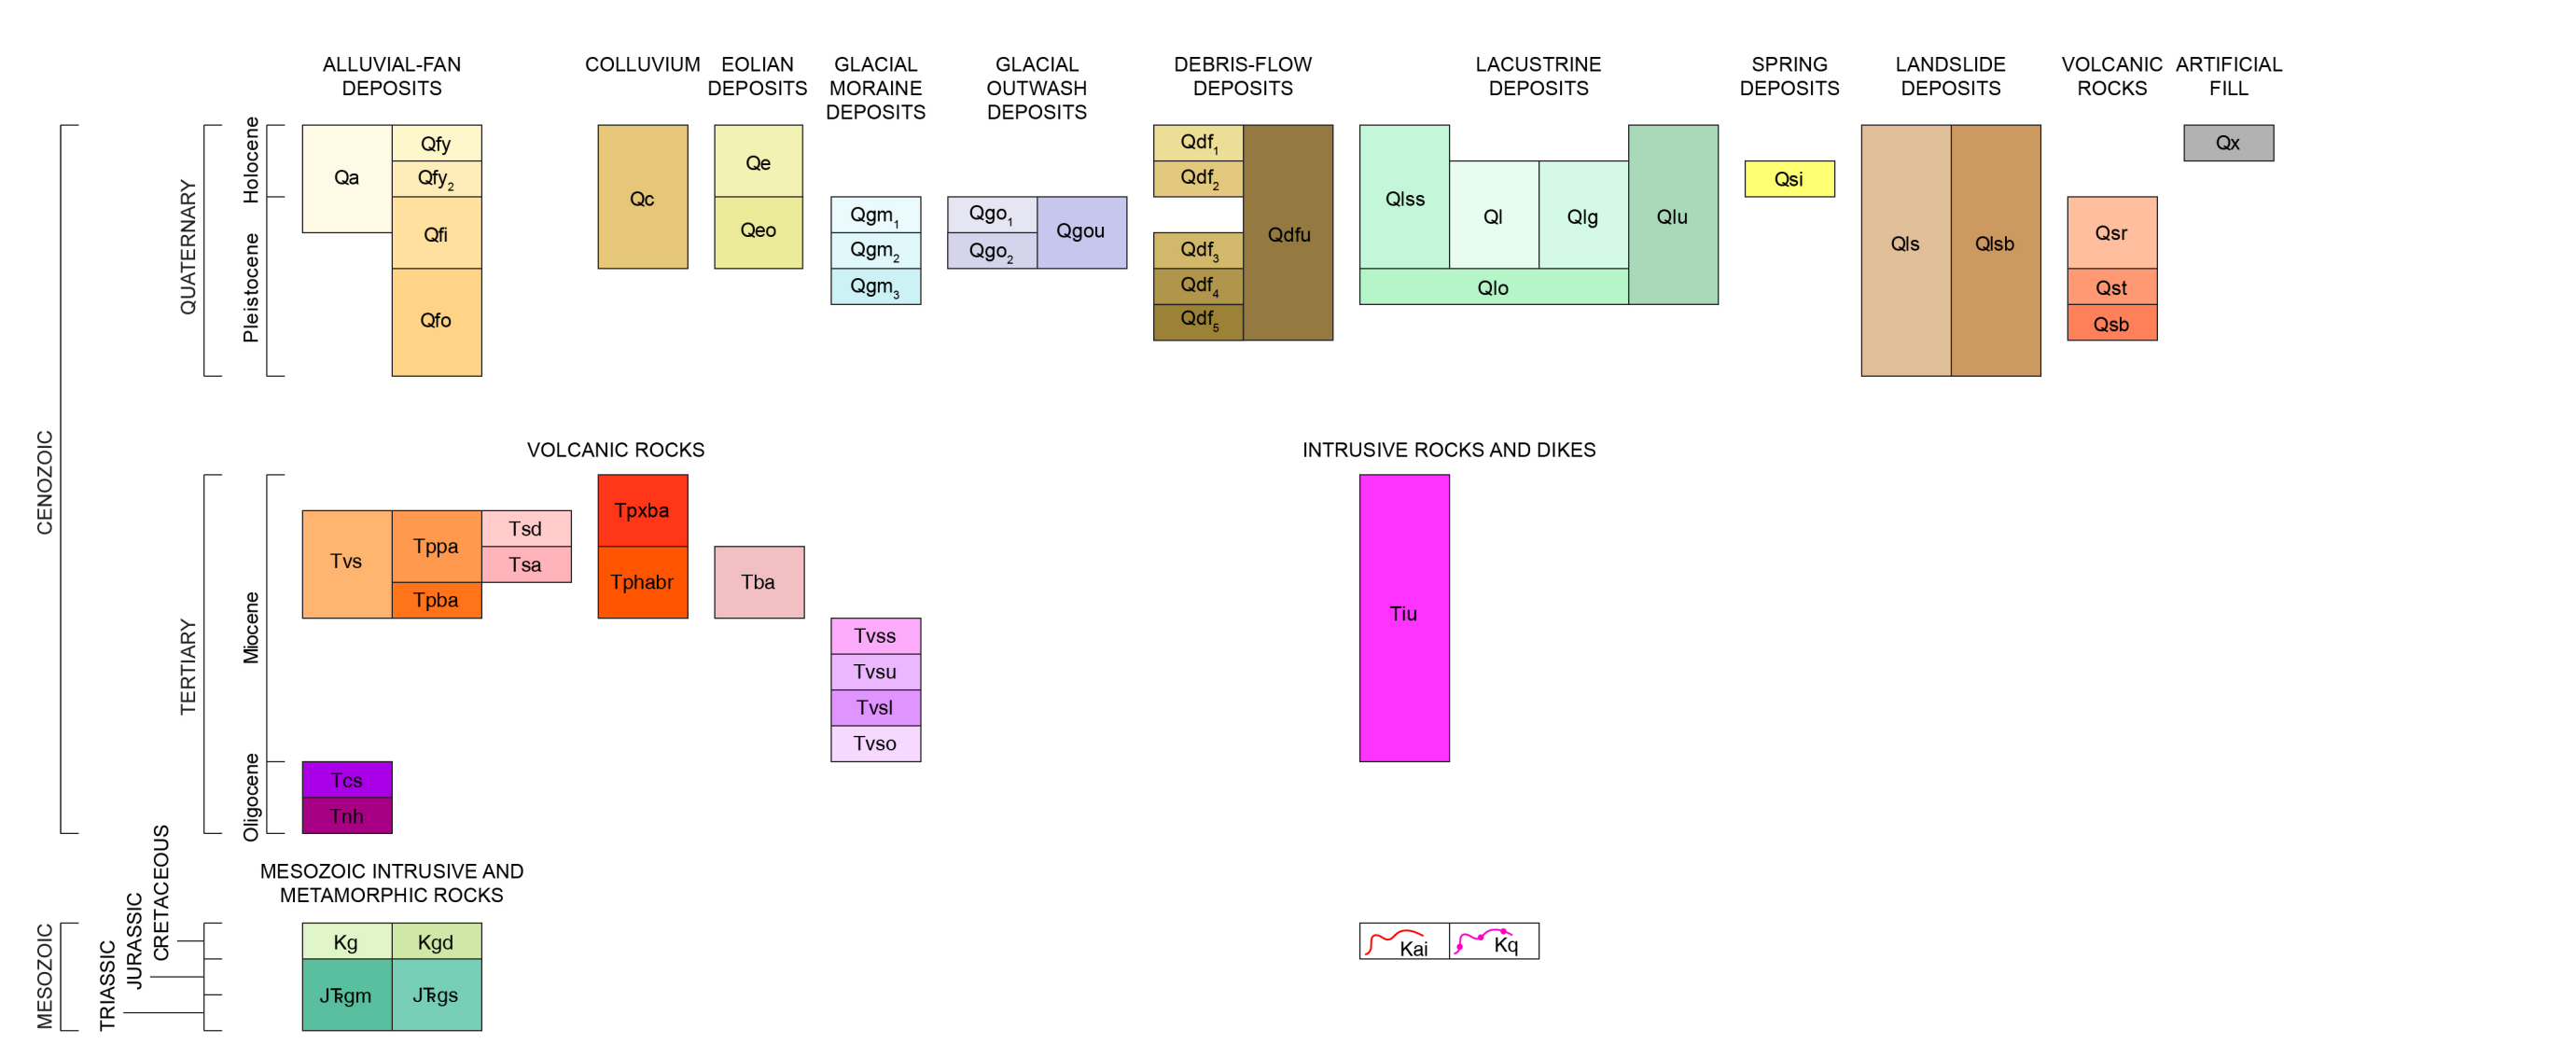 ALLUVIAL-FAN
DEPOSITS
COLLUVIUM
EOLIAN
DEPOSITS
GLACIAL
MORAINE
DEPOSITS
GLACIAL
OUTWASH
DEPOSITS
DEBRIS-FLOW
DEPOSITS
LACUSTRINE
DEPOSITS
SPRING
DEPOSITS
LANDSLIDE
DEPOSITS
VOLCANIC
ROCKS
ARTIFICIAL
FILL
CENOZOIC
QUATERNARY
Holocene
Pleistocene
Qa
Qfy
Qfy2
Qfi
Qfo
Qc
Qe
Qeo
Qgm1
Qgm2
Qgm3
Qgo1
Qgo2
Qgou
Qdf1
Qdf2
Qdf3
Qdf4
Qdf5
Qdfu
Qlss
Ql
Qlg
Qlu
Qlo
Qsi
Qls
Qlsb
Qsr
Qst
Qsb
Qx
VOLCANIC ROCKS
INTRUSIVE ROCKS AND DIKES
TERTIARY
Miocene
Oligocene
Tvs
Tppa
Tpba
Tsd
Tsa
Tpxba
Tphabr
Tba
Tvss
Tvsu
Tvsl
Tvso
Tiu
Tcs
Tnh
MESOZOIC INTRUSIVE AND
METAMORPHIC ROCKS
MESOZOIC
TRIASSIC
JURASSIC
CRETACEOUS
Kg
Kgd
JTRgm
JTRgs
Kai
Kq